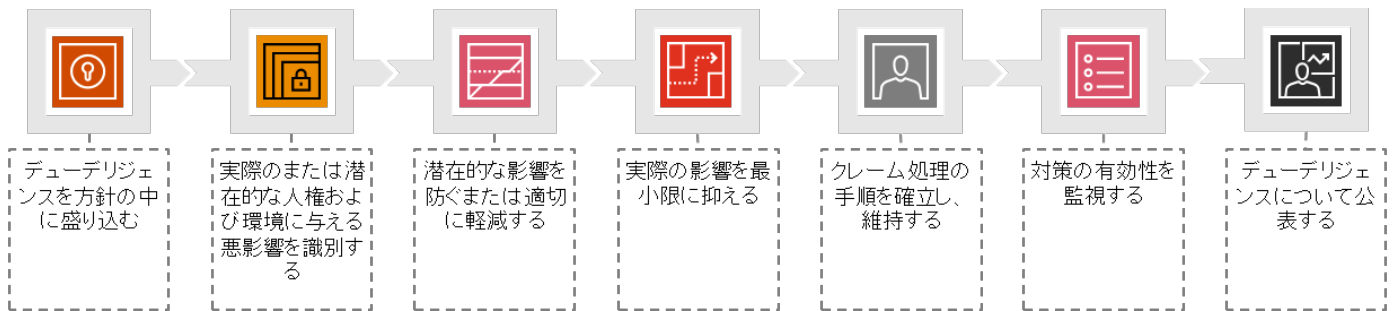 デューデリジェ
ンスを方針の中
に盛り込む
実際のまたは潜
在的な人権およ
び環境に与える
悪影響を識別す
る
潜在的な影響を
防ぐまたは適切
に軽減する
実際の影響を最
小限に抑える
クレーム処理の
手順を確立し、
維持する
対策の有効性を
監視する
デューデリジェ
ンスについて公
表する